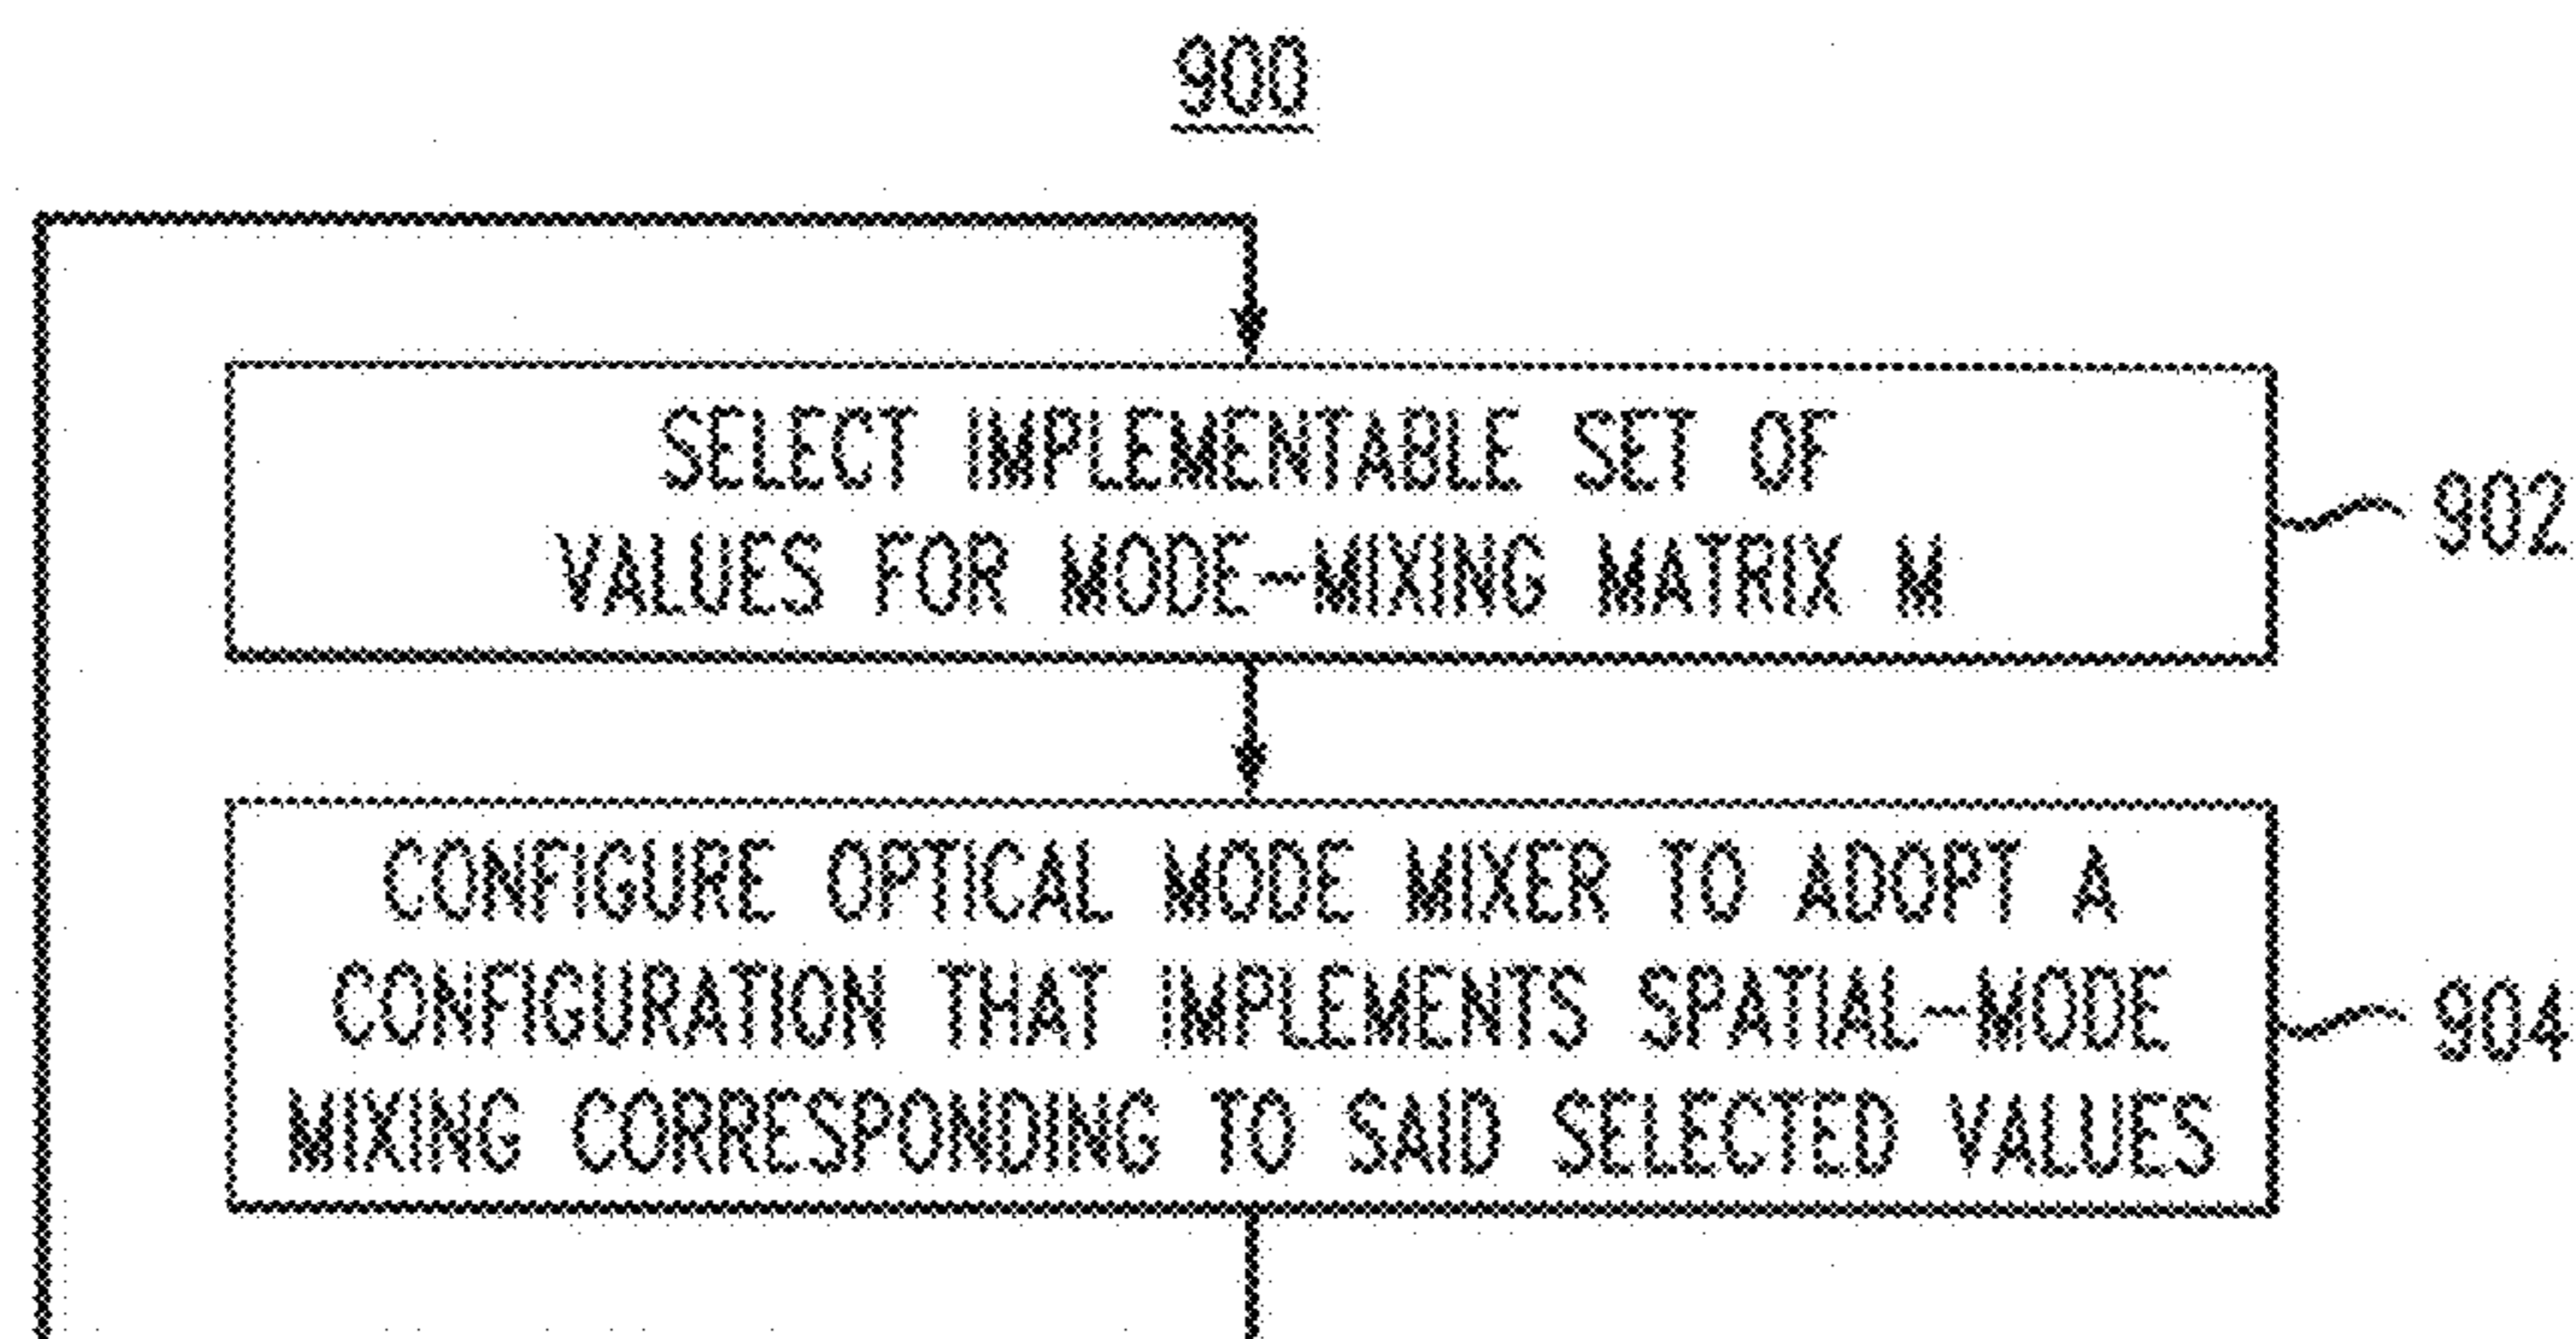 900
SELECT IMPLEMENTABLE SET OF
VALUES FOR MODE-MIXING MATRIX M
902
CONFIGURE OPTICAL MODE MIXER TO ADOPT A
CONFIGURATION THAT IMPLEMENTS SPATIAL-MODE
MIXING CORRESPONDING TO SAID SELECTED VALUES
904